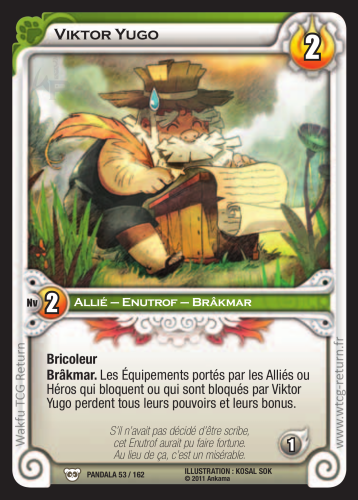 VIKTOR YUGO
2
Nv 2 ALLIÉ – ENUTROF – BRÂKMAR
Bricoleur
Brâkmar. Les Équipements portés par les Alliés ou
Héros qui bloquent ou qui sont bloqués par Viktor
Yugo perdent tous leurs pouvoirs et leurs bonus.
S'il n'avait pas décidé d'être scribe,
cet Enutrof aurait pu faire fortune.
Au lieu de ça, c'est un misérable.
1
PANDALA 53 / 162
ILLUSTRATION : KOSAL SOK
© 2011 Ankama
Wakfu TCG Return
www.wtcg-return.fr